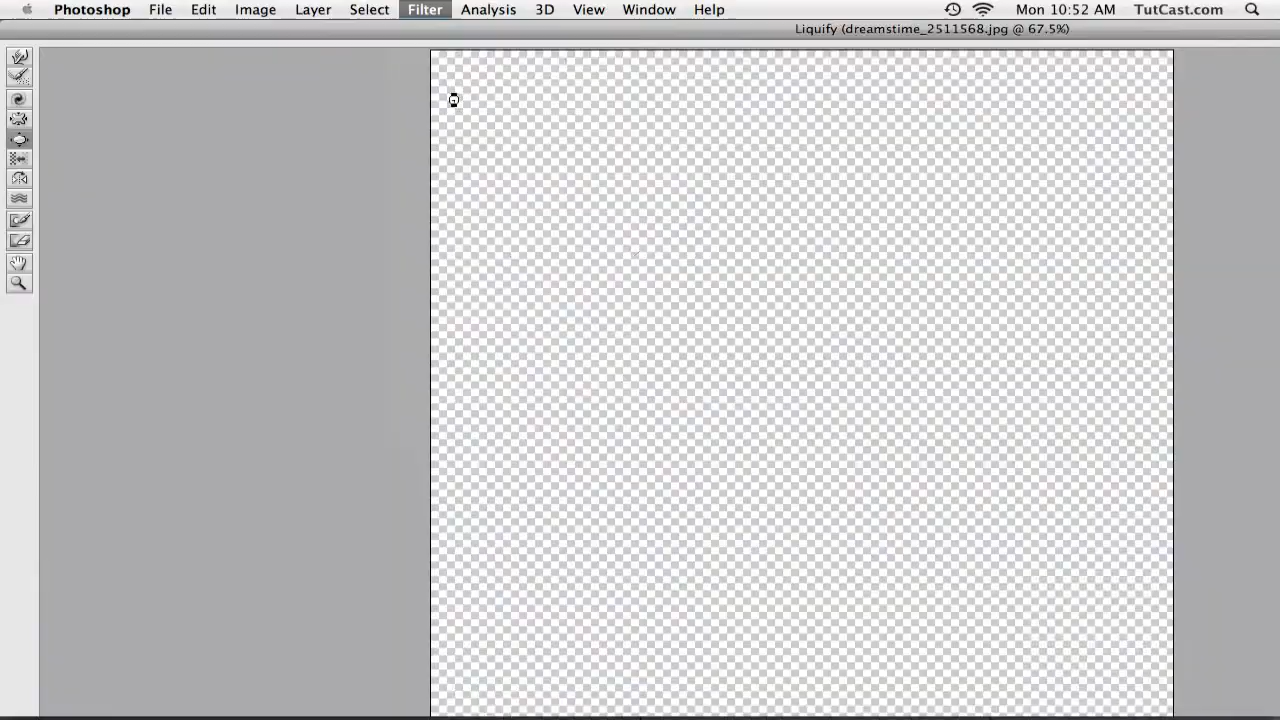 Photoshop File Edit Image Layer Select Filter Analysis 3D View Window Help Mon 10:52 AM TutCast.com
Liquify (dreamstime_2511568.jpg @ 67.5%)